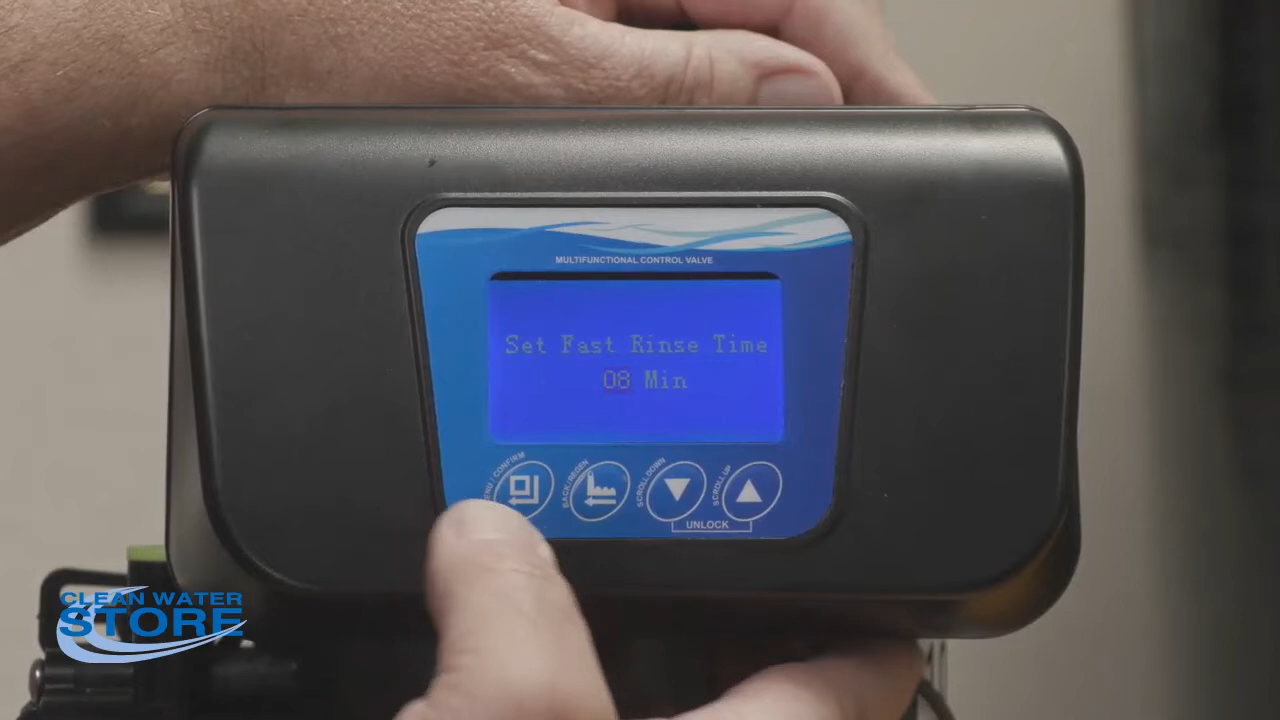 MULTIFUNCTIONAL CONTROL VALVE
Set Fast Rinse Time
08 Min
MENU / CONFIRM
BACK/REGEN
SCROLL DOWN
SCROLL UP
UNLOCK
CLEAN WATER
STORE